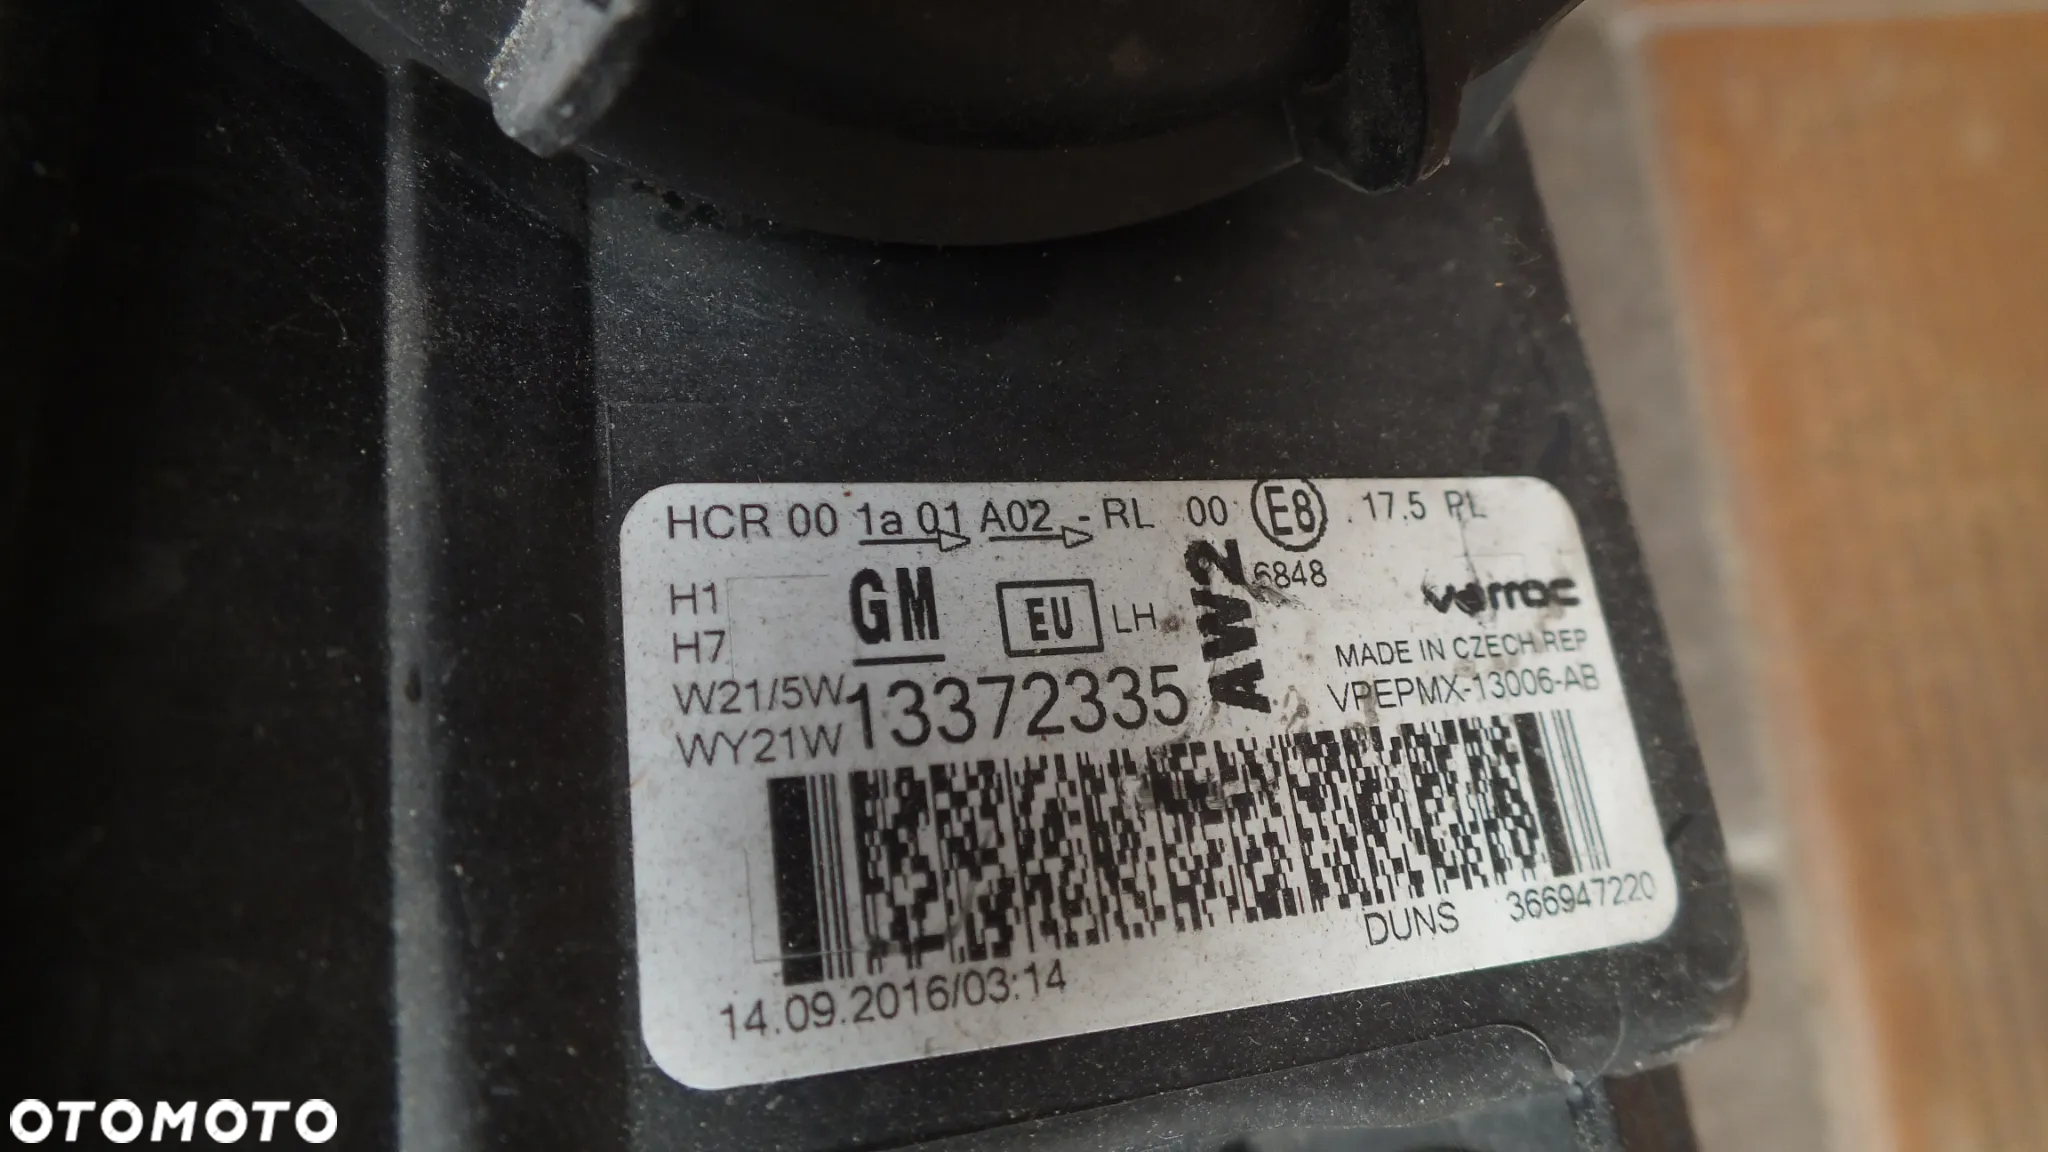 HCR 00 1a 01 A02 - RL 00 E8 .17.5 PL
6848
H1
H7
W21/5W
WY21W
GM
EU LH
AW2
varroc
MADE IN CZECH REP
13372335
VPEPMX-13006-AB
DUNS 366947220
14.09.2016/03:14
OTOMOTO